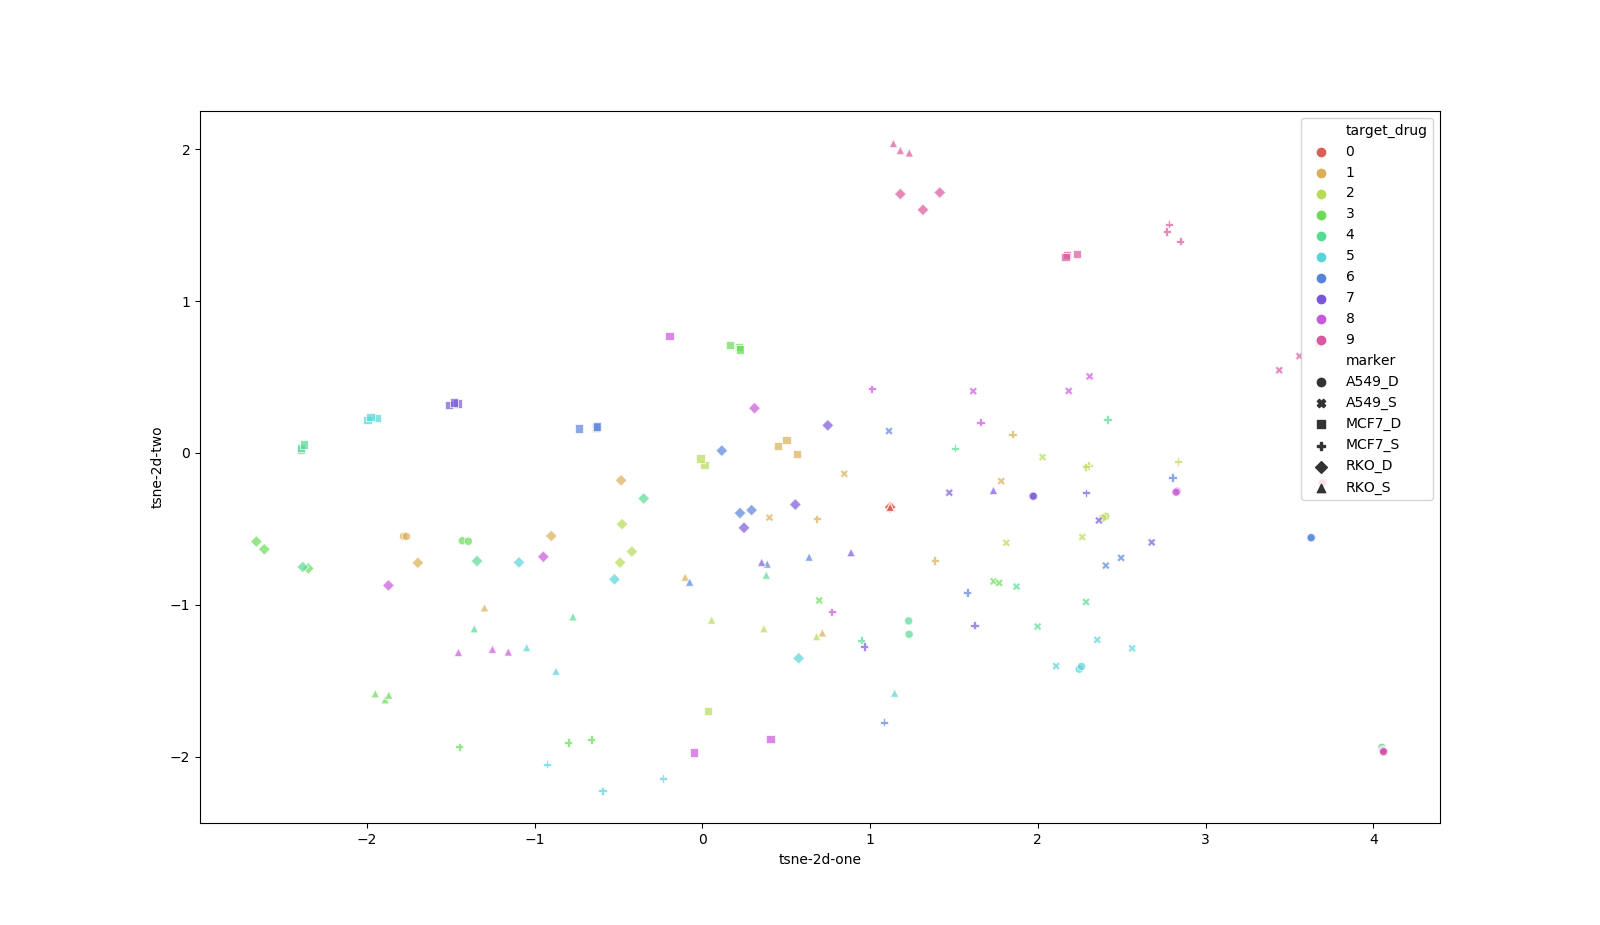 target_drug
0
1
2
3
4
5
6
7
8
9
marker
A549_D
A549_S
MCF7_D
MCF7_S
RKO_D
RKO_S
2
1
0
−1
−2
tsne-2d-two
−2
−1
0
1
2
3
4
tsne-2d-one